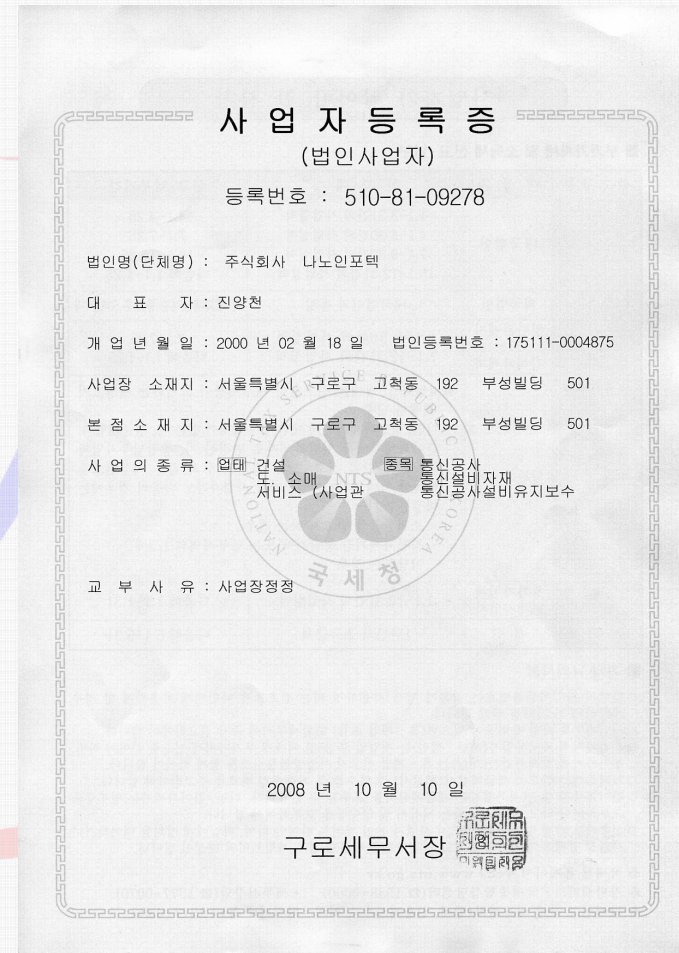 사 업 자 등 록 증
(법인사업자)
등록번호 : 510-81-09278
법인명(단체명) : 주식회사 나노인포텍
대 표 자 : 진양천
개 업 년 월 일 : 2000 년 02 월 18 일 법인등록번호 : 175111-0004875
사업장 소재지 : 서울특별시 구로구 고척동 192 부성빌딩 501
본 점 소 재 지 : 서울특별시 구로구 고척동 192 부성빌딩 501
사 업 의 종 류 : 업태 건설 종목 통신공사
도. 소매 통신설비자재
서비스 (사업관 통신공사설비유지보수
NATIONAL TAX SERVICE REPUBLIC KOREA
NTS
국세청
교 부 사 유 : 사업장정정
2008 년 10 월 10 일
구로세무서장